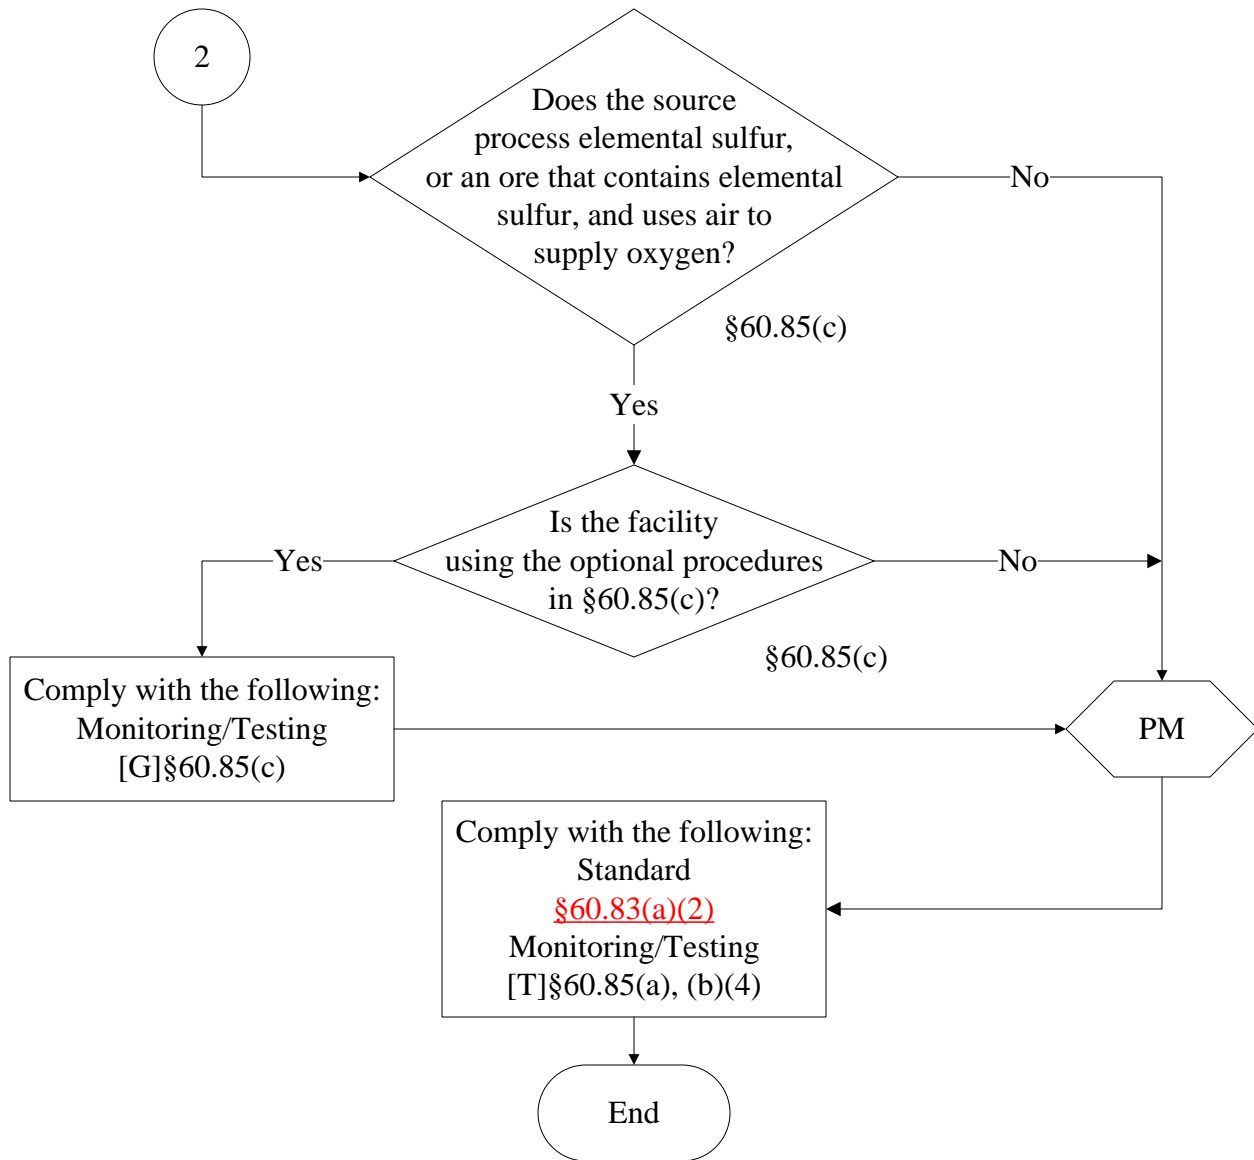 2
Does the source
process elemental sulfur,
or an ore that contains elemental
sulfur, and uses air to
supply oxygen?
No
§60.85(c)
Yes
Is the facility
using the optional procedures
in §60.85(c)?
Yes
No
§60.85(c)
Comply with the following:
Monitoring/Testing
[G]§60.85(c)
PM
Comply with the following:
Standard
§60.83(a)(2)
Monitoring/Testing
[T]§60.85(a), (b)(4)
End